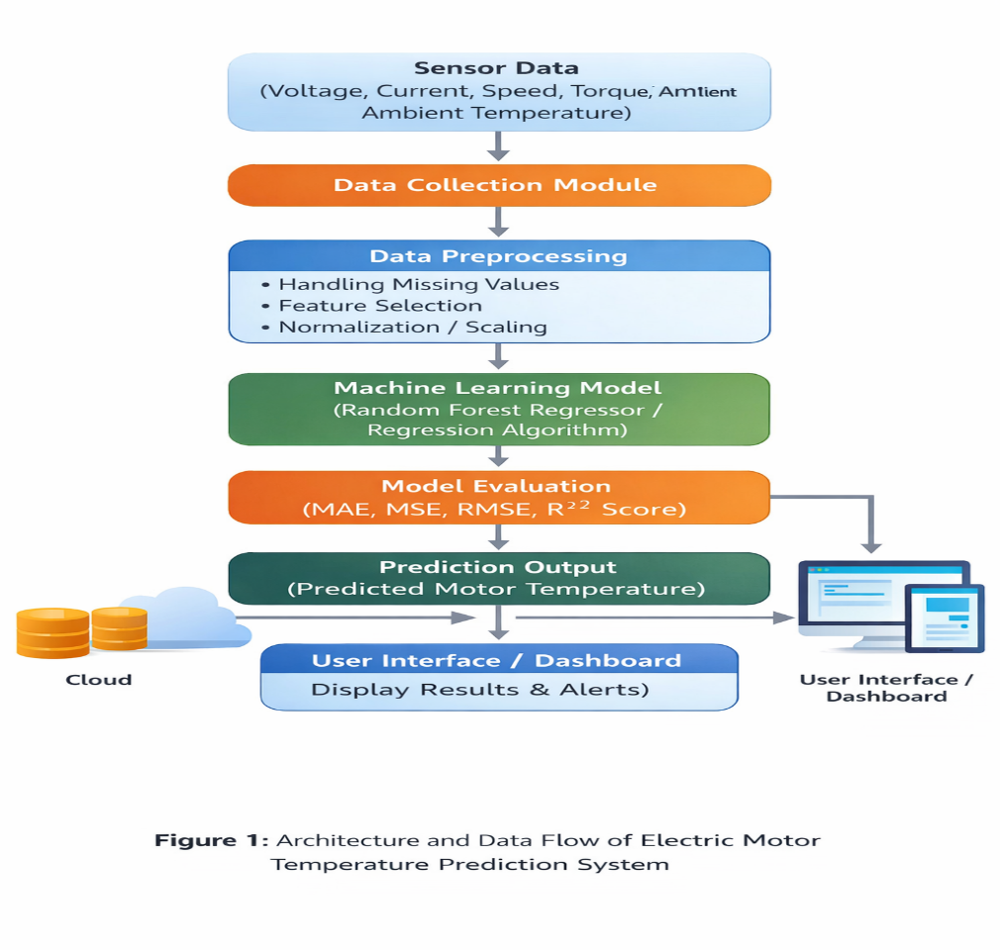 Sensor Data
(Voltage, Current, Speed, Torque, Amtient
Ambient Temperature)
Data Collection Module
Data Preprocessing
• Handling Missing Values
• Feature Selection
• Normalization / Scaling
Machine Learning Model
(Random Forest Regressor /
Regression Algorithm)
Model Evaluation
(MAE, MSE, RMSE, R²² Score)
Prediction Output
(Predicted Motor Temperature)
User Interface / Dashboard
Display Results & Alerts)
Cloud
User Interface /
Dashboard
Figure 1: Architecture and Data Flow of Electric Motor
Temperature Prediction System